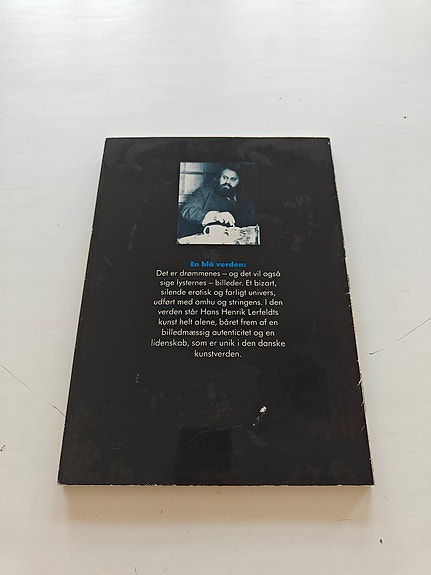 En blå verden:
Det er drømmenes – og det vil også
sige lysternes – billeder. Et bizart,
silende erotisk og farligt univers,
udført med omhu og stringens. I den
verden står Hans Henrik Lerfeldts
kunst helt alene, båret frem af en
billedmæssig autenticitet og en
lidenskab, som er unik i den danske
kunstverden.